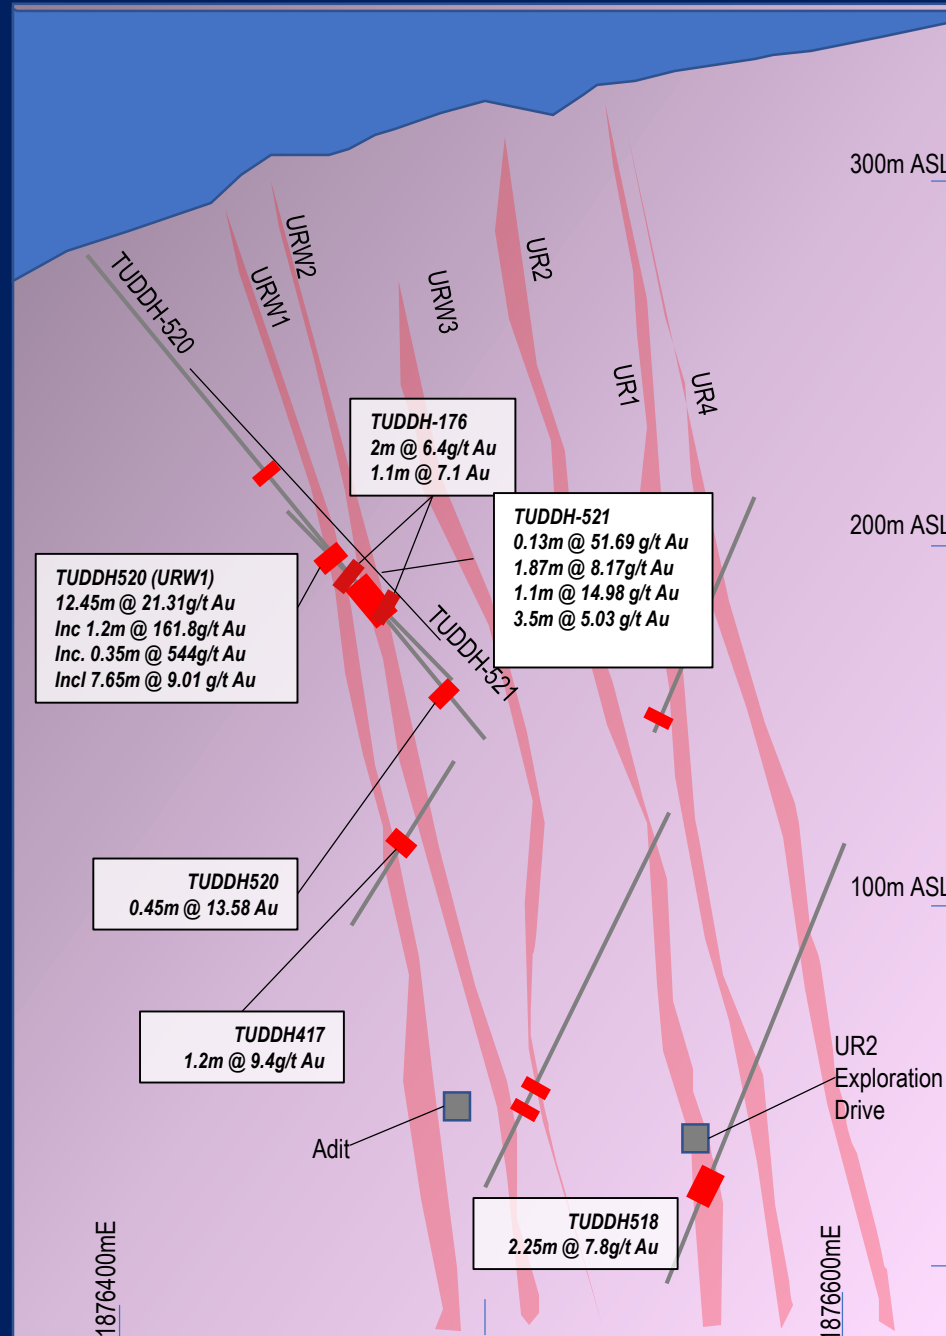 300m ASL
URW2
UR2
TUDDH-520
URW1
URW3
UR1
UR4
TUDDH-176
2m @ 6.4g/t Au
1.1m @ 7.1 Au
TUDDH-521
0.13m @ 51.69 g/t Au
1.87m @ 8.17g/t Au
1.1m @ 14.98 g/t Au
3.5m @ 5.03 g/t Au
200m ASL
TUDDH520 (URW1)
12.45m @ 21.31g/t Au
Inc 1.2m @ 161.8g/t Au
Inc. 0.35m @ 544g/t Au
Incl 7.65m @ 9.01 g/t Au
TUDDH-521
TUDDH520
0.45m @ 13.58 Au
100m ASL
TUDDH417
1.2m @ 9.4g/t Au
UR2
Exploration
Drive
Adit
TUDDH518
2.25m @ 7.8g/t Au
1876400mE
1876600mE